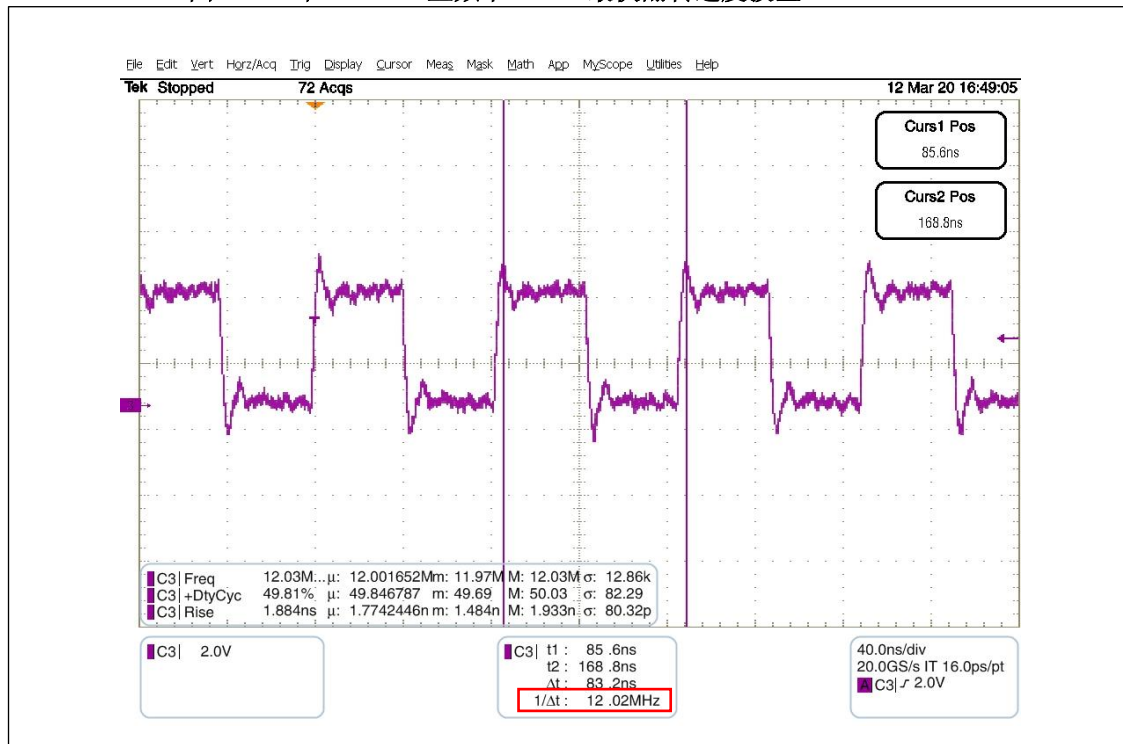 File Edit Vert Horz/Acq Trig Display Cursor Meas Mask Math App MyScope Utilities Help
Tek Stopped 72 Acqs 12 Mar 20 16:49:05
Curs1 Pos
85.6ns
Curs2 Pos
168.8ns
C3 Freq 12.03M...μ: 12.001652Mm: 11.97M M: 12.03M σ: 12.86k
C3 +DtyCyc 49.81% μ: 49.846787 m: 49.69 M: 50.03 σ: 82.29
C3 Rise 1.884ns μ: 1.7742446n m: 1.484n M: 1.933n σ: 80.32p
C3 2.0V
C3 t1 : 85 .6ns
t2 : 168 .8ns
Δt : 83 .2ns
1/Δt : 12 .02MHz
40.0ns/div
20.0GS/s IT 16.0ps/pt
A C3 2.0V